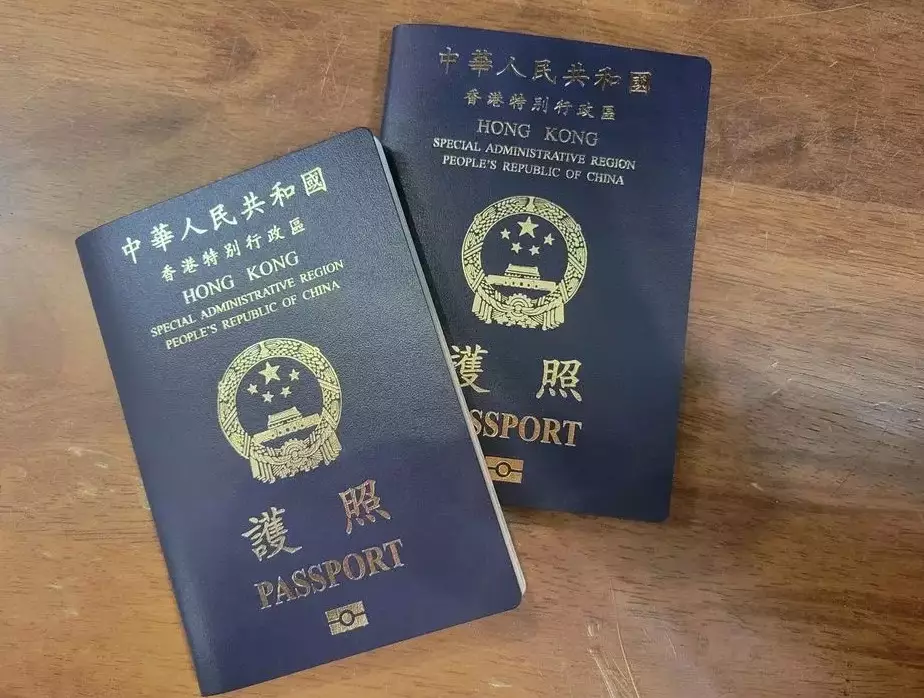 中華人民共和國
香港特別行政區
HONG KONG
SPECIAL ADMINISTRATIVE REGION
PEOPLE'S REPUBLIC OF CHINA
護照
PASSPORT
中華人民共和國
香港特別行政區
HONG KONG
SPECIAL ADMINISTRATIVE REGION
PEOPLE'S REPUBLIC OF CHINA
護照
SSPORT